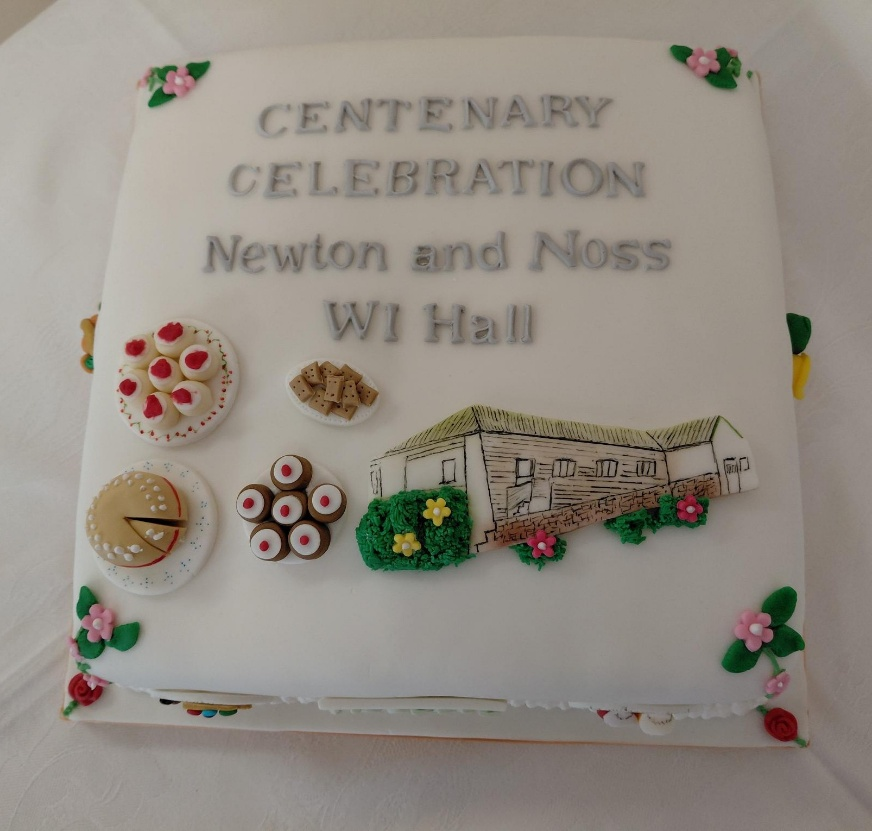 CENTENARY
CELEBRATION
Newton and Noss
WI Hall